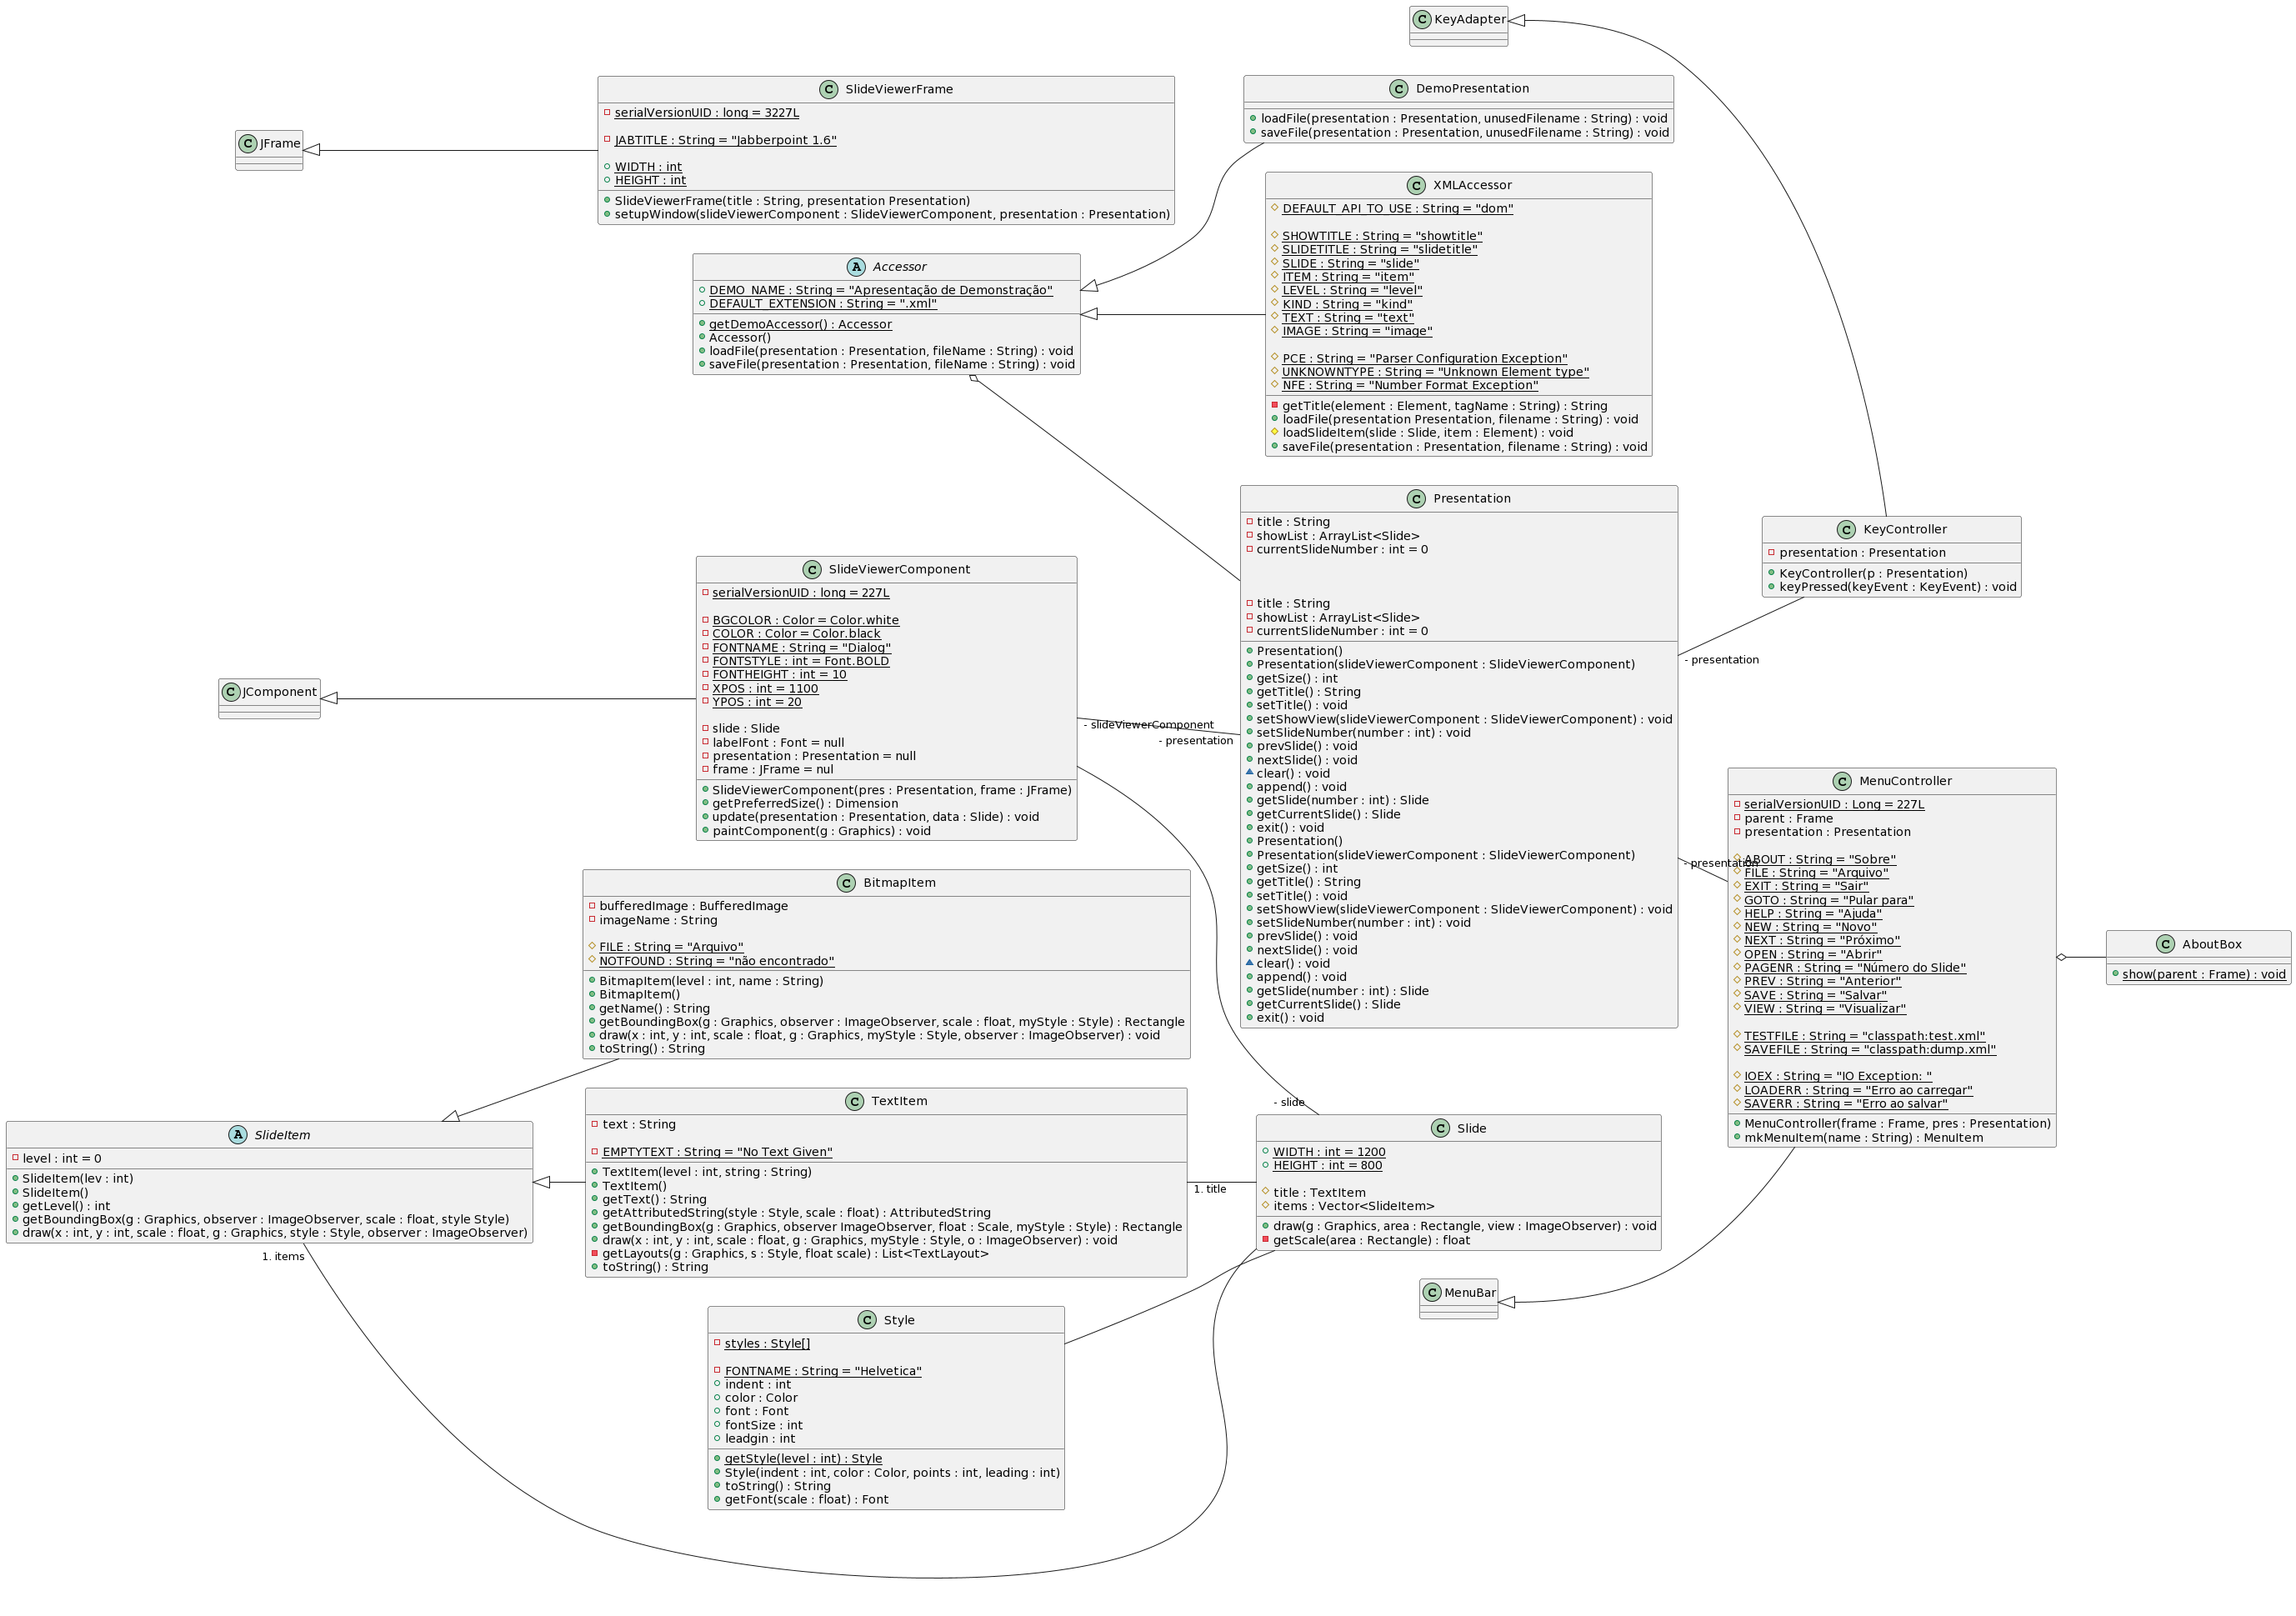 KeyAdapter
SlideViewerFrame
serialVersionUID : long = 3227L
JABTITLE : String = "Jabberpoint 1.6"
WIDTH : int
HEIGHT : int
SlideViewerFrame(title : String, presentation Presentation)
setupWindow(slideViewerComponent : SlideViewerComponent, presentation : Presentation)
JFrame
DemoPresentation
loadFile(presentation : Presentation, unusedFilename : String) : void
saveFile(presentation : Presentation, unusedFilename : String) : void
XMLAccessor
DEFAULT_API_TO_USE : String = "dom"
SHOWTITLE : String = "showtitle"
SLIDETITLE : String = "slidetitle"
SLIDE : String = "slide"
ITEM : String = "item"
LEVEL : String = "level"
KIND : String = "kind"
TEXT : String = "text"
IMAGE : String = "image"
PCE : String = "Parser Configuration Exception"
UNKNOWNTYPE : String = "Unknown Element type"
NFE : String = "Number Format Exception"
getTitle(element : Element, tagName : String) : String
loadFile(presentation Presentation, filename : String) : void
loadSlideItem(slide : Slide, item : Element) : void
saveFile(presentation : Presentation, filename : String) : void
Accessor
DEMO_NAME : String = "Apresentação de Demonstração"
DEFAULT_EXTENSION : String = ".xml"
getDemoAccessor() : Accessor
Accessor()
loadFile(presentation : Presentation, fileName : String) : void
saveFile(presentation : Presentation, fileName : String) : void
Presentation
title : String
showList : ArrayList<Slide>
currentSlideNumber : int = 0
title : String
showList : ArrayList<Slide>
currentSlideNumber : int = 0
Presentation()
Presentation(slideViewerComponent : SlideViewerComponent)
getSize() : int
getTitle() : String
setTitle() : void
setShowView(slideViewerComponent : SlideViewerComponent) : void
setSlideNumber(number : int) : void
prevSlide() : void
nextSlide() : void
clear() : void
append() : void
getSlide(number : int) : Slide
getCurrentSlide() : Slide
exit() : void
Presentation()
Presentation(slideViewerComponent : SlideViewerComponent)
getSize() : int
getTitle() : String
setTitle() : void
setShowView(slideViewerComponent : SlideViewerComponent) : void
setSlideNumber(number : int) : void
prevSlide() : void
nextSlide() : void
clear() : void
append() : void
getSlide(number : int) : Slide
getCurrentSlide() : Slide
exit() : void
KeyController
presentation : Presentation
KeyController(p : Presentation)
keyPressed(keyEvent : KeyEvent) : void
- presentation
SlideViewerComponent
serialVersionUID : long = 227L
BGCOLOR : Color = Color.white
COLOR : Color = Color.black
FONTNAME : String = "Dialog"
FONTSTYLE : int = Font.BOLD
FONTHEIGHT : int = 10
XPOS : int = 1100
YPOS : int = 20
slide : Slide
labelFont : Font = null
presentation : Presentation = null
frame : JFrame = nul
SlideViewerComponent(pres : Presentation, frame : JFrame)
getPreferredSize() : Dimension
update(presentation : Presentation, data : Slide) : void
paintComponent(g : Graphics) : void
- slideViewerComponent
- presentation
JComponent
MenuController
serialVersionUID : Long = 227L
parent : Frame
presentation : Presentation
ABOUT : String = "Sobre"
FILE : String = "Arquivo"
EXIT : String = "Sair"
GOTO : String = "Pular para"
HELP : String = "Ajuda"
NEW : String = "Novo"
NEXT : String = "Próximo"
OPEN : String = "Abrir"
PAGENR : String = "Número do Slide"
PREV : String = "Anterior"
SAVE : String = "Salvar"
VIEW : String = "Visualizar"
TESTFILE : String = "classpath:test.xml"
SAVEFILE : String = "classpath:dump.xml"
IOEX : String = "IO Exception: "
LOADERR : String = "Erro ao carregar"
SAVERR : String = "Erro ao salvar"
MenuController(frame : Frame, pres : Presentation)
mkMenuItem(name : String) : MenuItem
- presentation
AboutBox
show(parent : Frame) : void
BitmapItem
bufferedImage : BufferedImage
imageName : String
FILE : String = "Arquivo"
NOTFOUND : String = "não encontrado"
BitmapItem(level : int, name : String)
BitmapItem()
getName() : String
getBoundingBox(g : Graphics, observer : ImageObserver, scale : float, myStyle : Style) : Rectangle
draw(x : int, y : int, scale : float, g : Graphics, myStyle : Style, observer : ImageObserver) : void
toString() : String
SlideItem
level : int = 0
SlideItem(lev : int)
SlideItem()
getLevel() : int
getBoundingBox(g : Graphics, observer : ImageObserver, scale : float, style Style)
draw(x : int, y : int, scale : float, g : Graphics, style : Style, observer : ImageObserver)
1. items
TextItem
text : String
EMPTYTEXT : String = "No Text Given"
TextItem(level : int, string : String)
TextItem()
getText() : String
getAttributedString(style : Style, scale : float) : AttributedString
getBoundingBox(g : Graphics, observer ImageObserver, float : Scale, myStyle : Style) : Rectangle
draw(x : int, y : int, scale : float, g : Graphics, myStyle : Style, o : ImageObserver) : void
getLayouts(g : Graphics, s : Style, float scale) : List<TextLayout>
toString() : String
1. title
- slide
Slide
WIDTH : int = 1200
HEIGHT : int = 800
title : TextItem
items : Vector<SlideItem>
draw(g : Graphics, area : Rectangle, view : ImageObserver) : void
getScale(area : Rectangle) : float
MenuBar
Style
styles : Style[]
FONTNAME : String = "Helvetica"
indent : int
color : Color
font : Font
fontSize : int
leadgin : int
getStyle(level : int) : Style
Style(indent : int, color : Color, points : int, leading : int)
toString() : String
getFont(scale : float) : Font